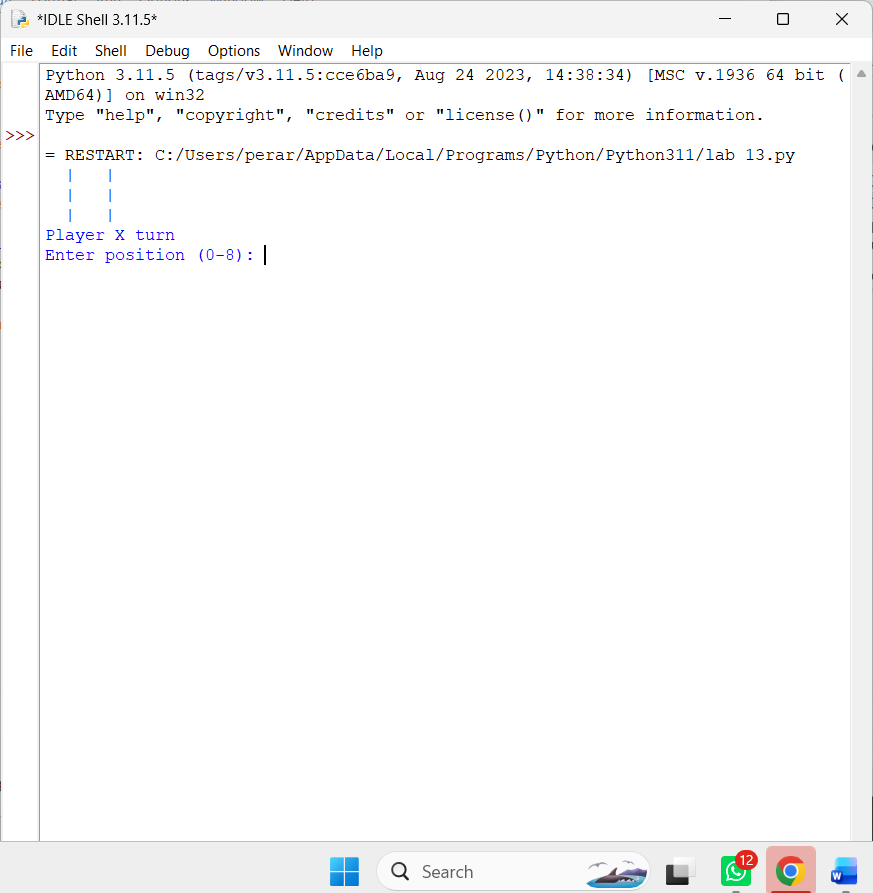 *IDLE Shell 3.11.5*
File Edit Shell Debug Options Window Help
Python 3.11.5 (tags/v3.11.5:cce6ba9, Aug 24 2023, 14:38:34) [MSC v.1936 64 bit (
AMD64)] on win32
Type "help", "copyright", "credits" or "license()" for more information.
>>>
= RESTART: C:/Users/perar/AppData/Local/Programs/Python/Python311/lab 13.py
| |
| |
| |
Player X turn
Enter position (0-8):
Search
12
W